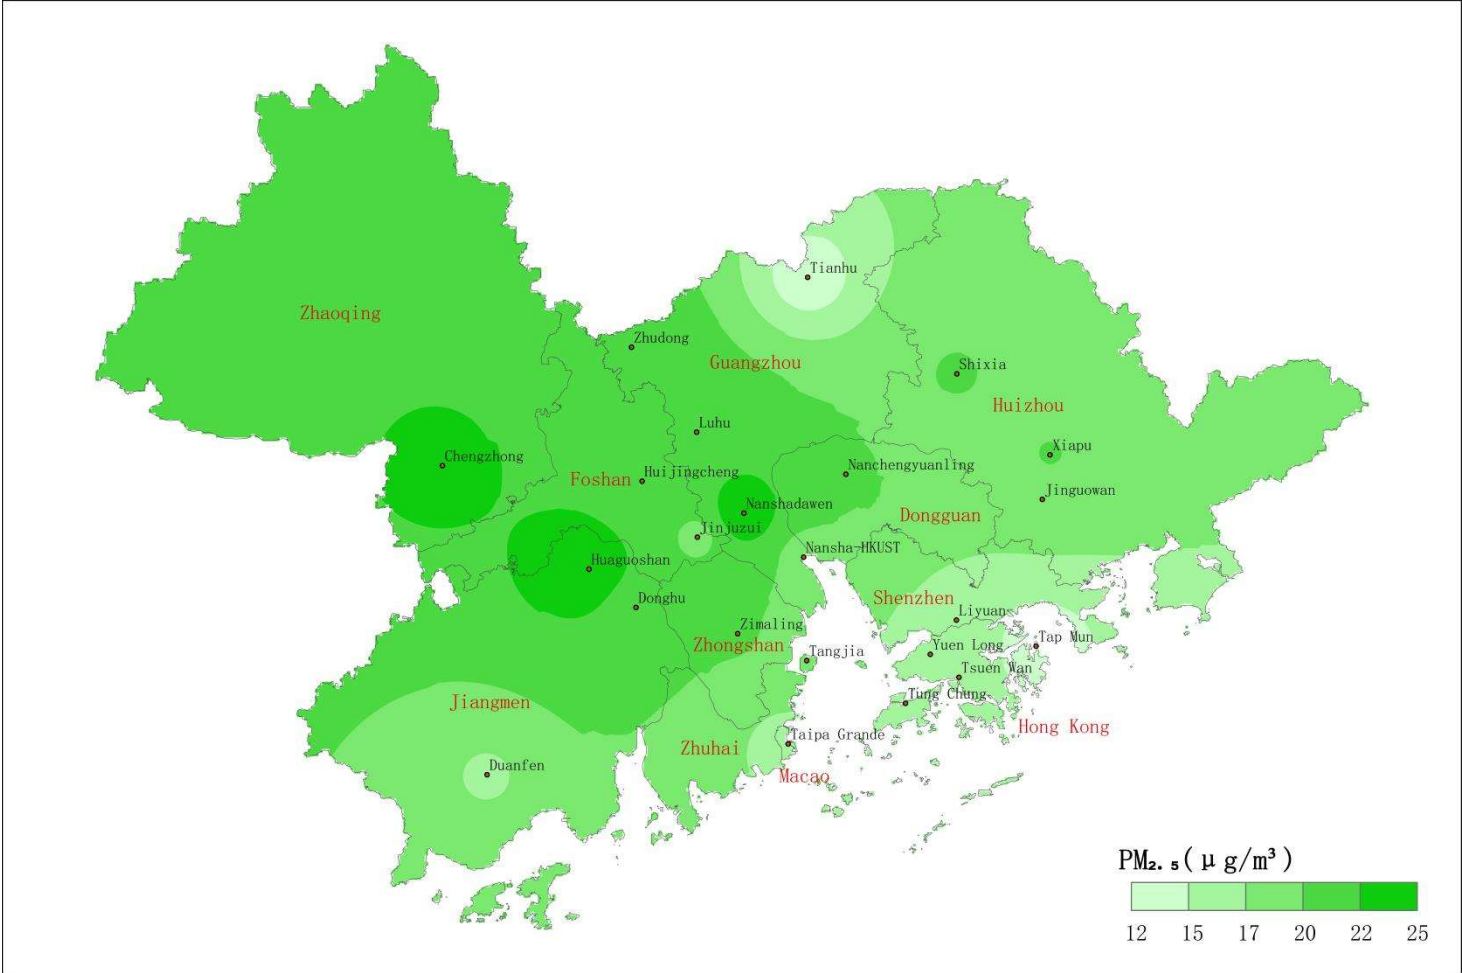 Tianhu
Zhaoqing
Zhudong
Guangzhou
Shixia
Huizhou
Luhu
Xiapu
Chengzhong
Huijingcheng
Nanchengyuanling
Foshan
Jinguowan
Nanshadawen
Dongguan
Jinjuzui
Nansha-HKUST
Huaguoshan
Shenzhen
Donghu
Liyuan
Zimaling
Tap Mun
Zhongshan
Yuen Long
Tangjia
Tsuen Wan
Tung Chung
Jiangmen
Hong Kong
Taipa Grande
Zhuhai
Duanfen
Macao
PM₂.₅(μg/m³)
12 15 17 20 22 25